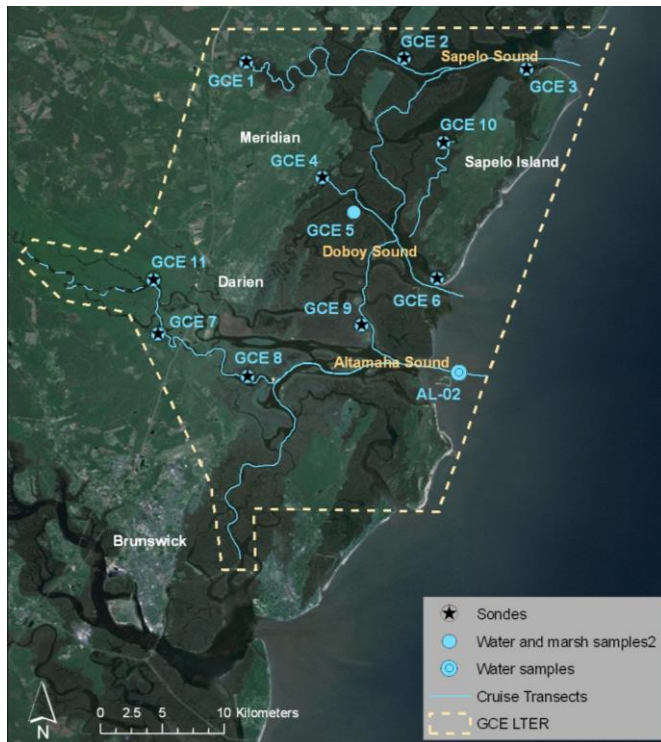 GCE 2
Sapelo Sound
GCE 1
GCE 3
GCE 10
Meridian
GCE 4
Sapelo Island
GCE 5
Doboy Sound
GCE 11
Darien
GCE 6
GCE 9
GCE 7
GCE 8
Altamaha Sound
AL-02
Brunswick
Sondes
Water and marsh samples2
Water samples
Cruise Transects
GCE LTER
N
0 2.5 5 10 Kilometers